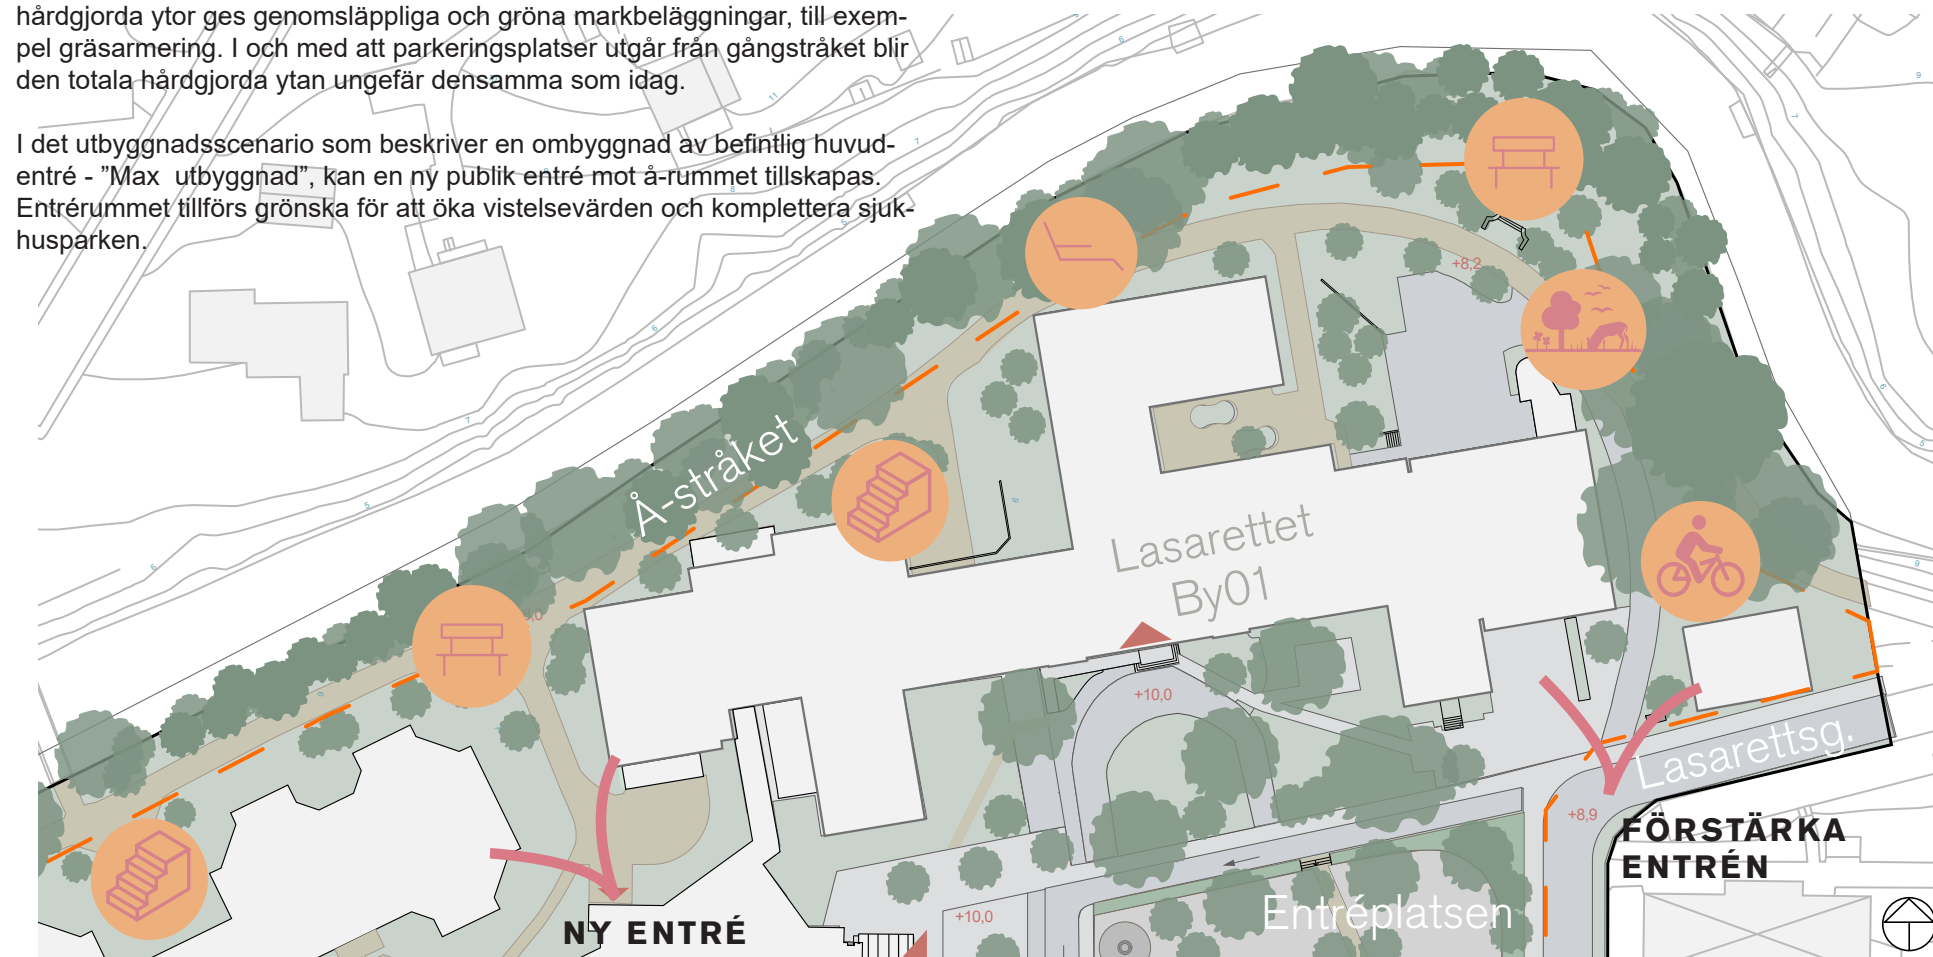 hårdgjorda ytor ges genomsläppliga och gröna markbeläggningar, till exem-
pel gräsarmering. I och med att parkeringsplatser utgår från gångstråket blir
den totala hårdgjorda ytan ungefär densamma som idag.
I det utbyggnadsscenario som beskriver en ombyggnad av befintlig huvud-
entré - ”Max utbyggnad”, kan en ny publik entré mot å-rummet tillskapas.
Entrérummet tillförs grönska för att öka vistelsevärden och komplettera sjuk-
husparken.
+8,2
Å-stråket
Lasarettet
By01
9,0
+10,0
Lasarettsg.
+8,9
FÖRSTÄRKA
ENTRÉN
Entréplatsen
+10,0
NY ENTRÉ